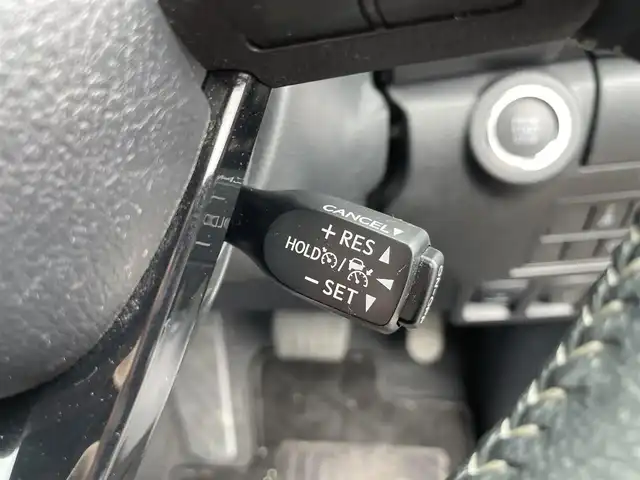 CANCEL▼
+ RES ▲
HOLD /
− SET ▼